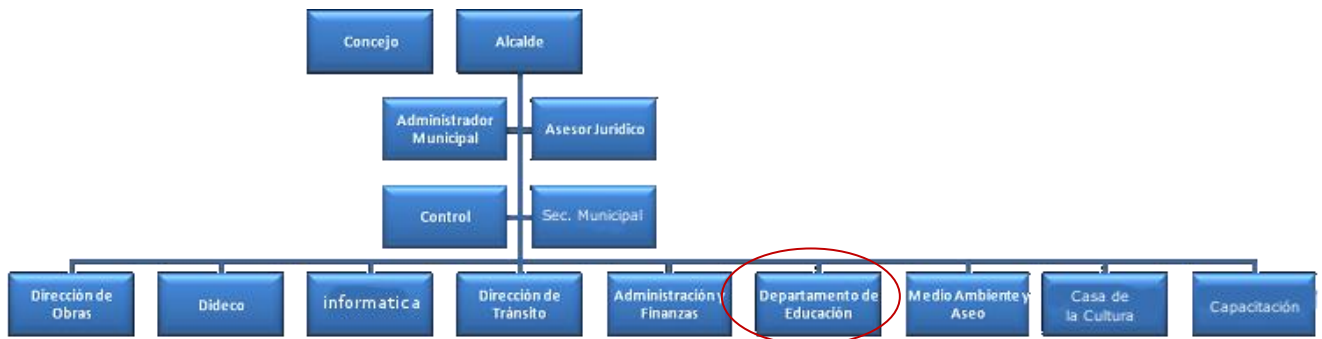 Concejo
Alcalde
Administrador
Municipal
Asesor Juridico
Control
Sec. Municipal
Dirección de
Obras
Dideco
informatica
Dirección de
Tránsito
Administración y
Finanzas
Departamento de
Educación
Medio Ambiente y
Aseo
Casa de
la Cultura
Capacitación